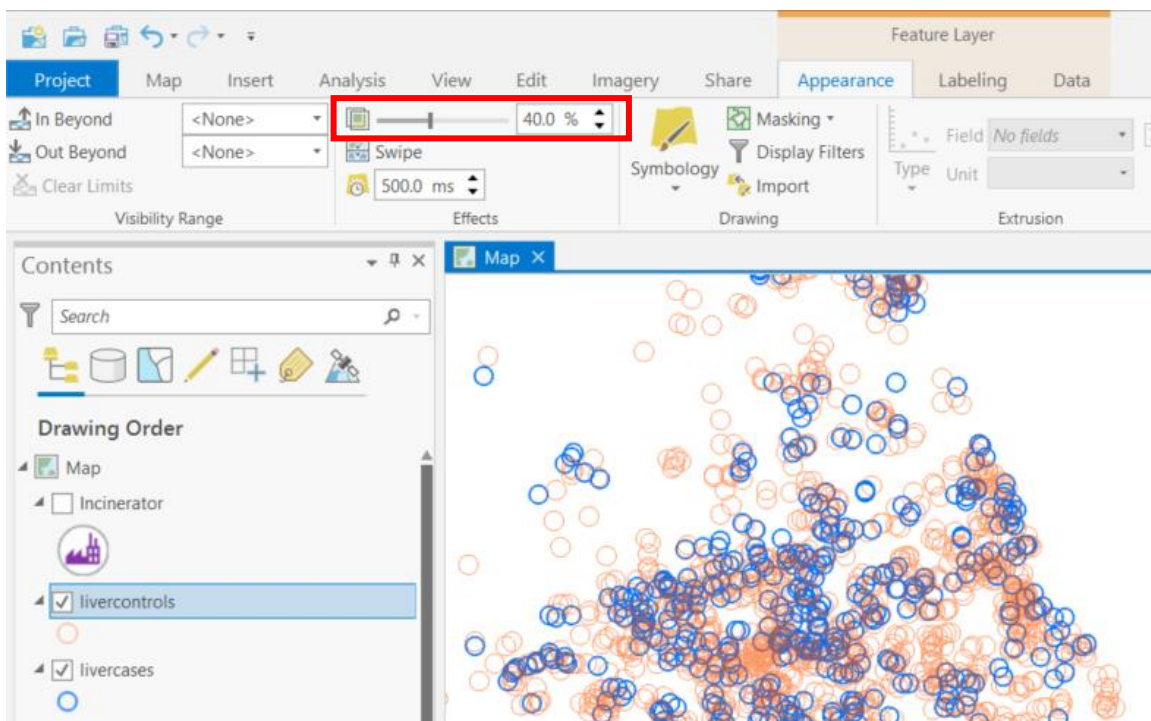 Feature Layer
Project Map Insert Analysis View Edit Imagery Share Appearance Labeling Data
In Beyond <None> 40.0 % Masking
Out Beyond <None> Swipe Symbology Display Filters Type Field No fields
Clear Limits 500.0 ms Import Unit
Visibility Range Effects Drawing Extrusion
Contents Map
Search
Drawing Order
Map
Incinerator
livercontrols
livercases